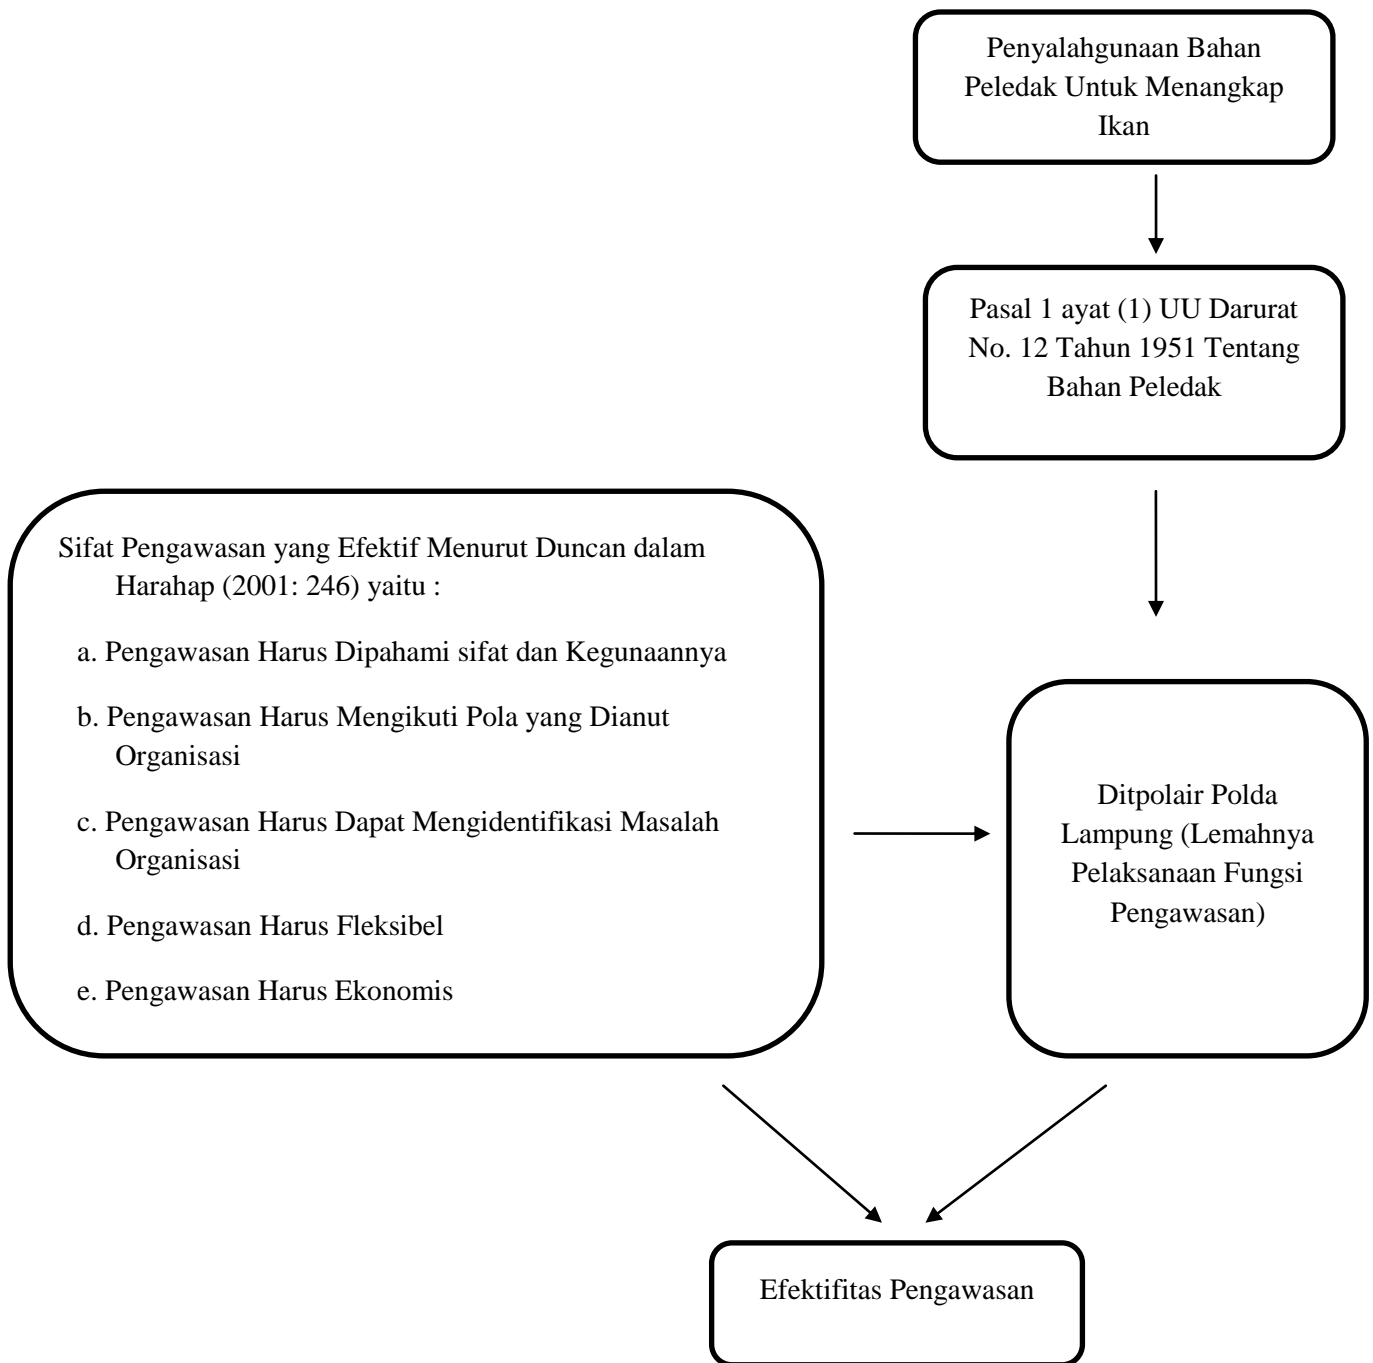 Penyalahgunaan Bahan
Peledak Untuk Menangkap
Ikan
Pasal 1 ayat (1) UU Darurat
No. 12 Tahun 1951 Tentang
Bahan Peledak
Sifat Pengawasan yang Efektif Menurut Duncan dalam
Harahap (2001: 246) yaitu :
a. Pengawasan Harus Dipahami sifat dan Kegunaannya
b. Pengawasan Harus Mengikuti Pola yang Dianut
Organisasi
c. Pengawasan Harus Dapat Mengidentifikasi Masalah
Organisasi
d. Pengawasan Harus Fleksibel
e. Pengawasan Harus Ekonomis
Ditpolair Polda
Lampung (Lemahnya
Pelaksanaan Fungsi
Pengawasan)
Efektifitas Pengawasan